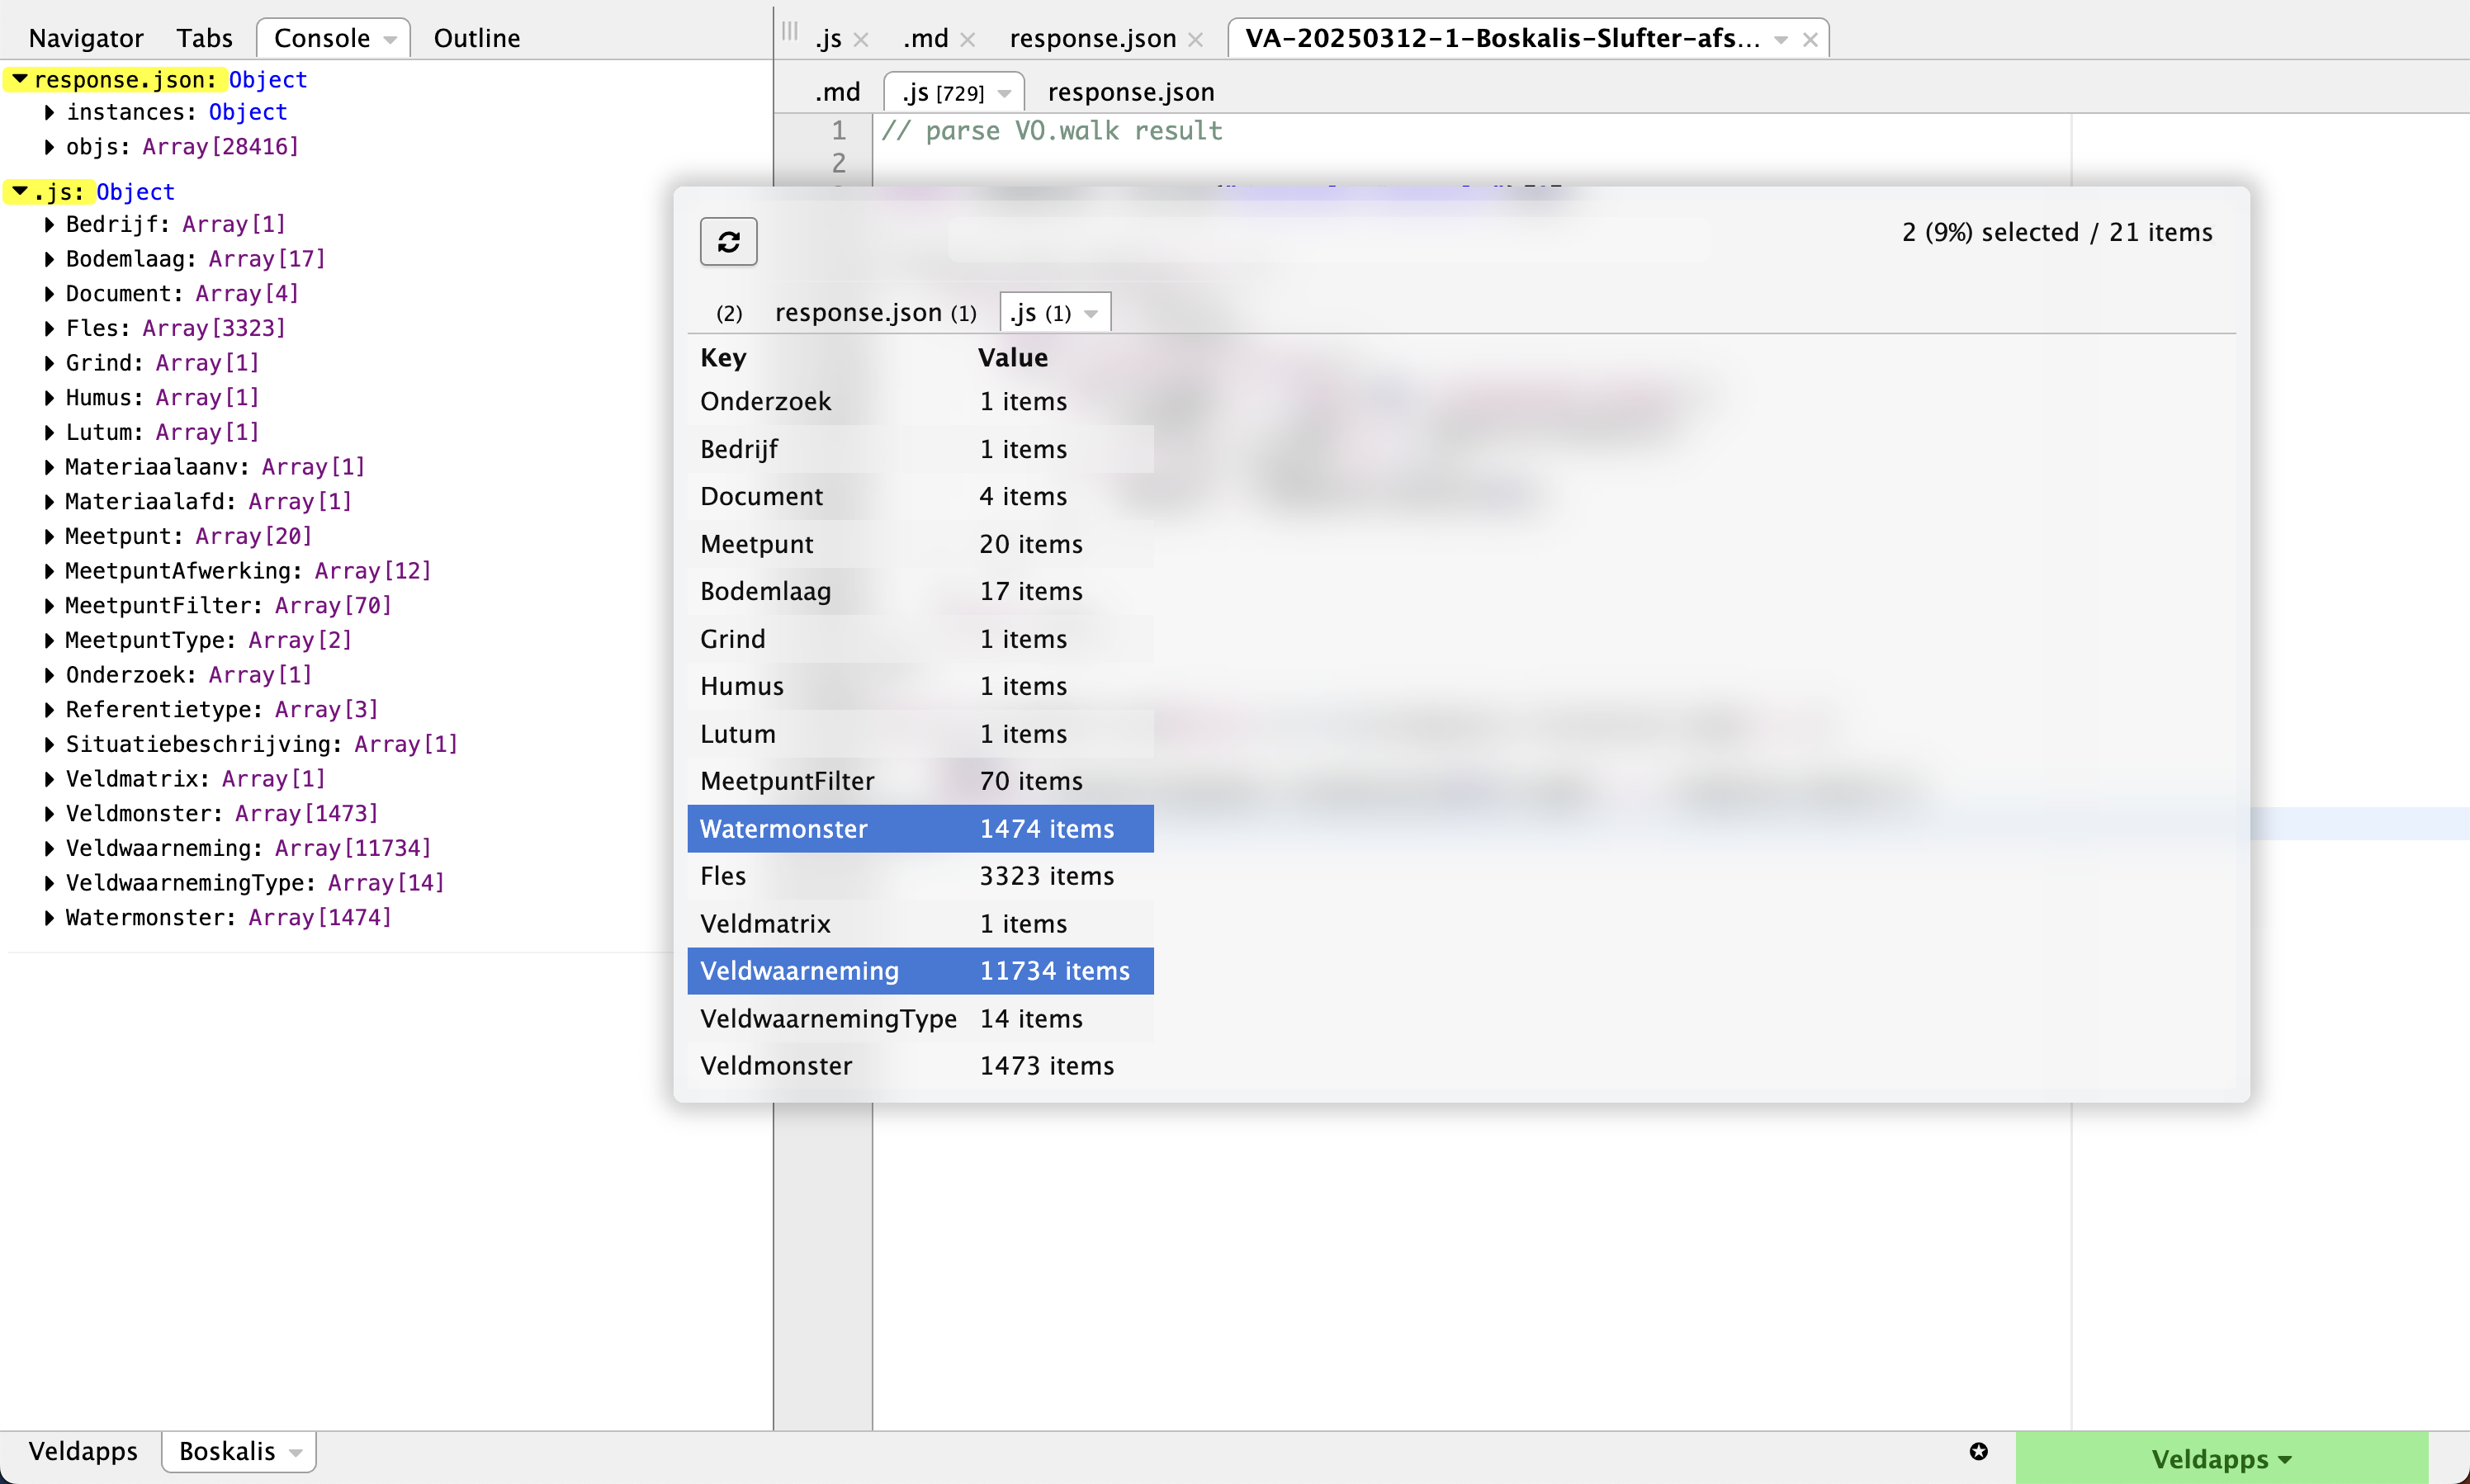 Navigator Tabs Console Outline
response.json: Object
instances: Object
objs: Array[28416]
.js: Object
Bedrijf: Array[1]
Bodemlaag: Array[17]
Document: Array[4]
Fles: Array[3323]
Grind: Array[1]
Humus: Array[1]
Lutum: Array[1]
Materiaalaanv: Array[1]
Materiaalafd: Array[1]
Meetpunt: Array[20]
MeetpuntAfwerking: Array[12]
MeetpuntFilter: Array[70]
MeetpuntType: Array[2]
Onderzoek: Array[1]
Referentietype: Array[3]
Situatiebeschrijving: Array[1]
Veldmatrix: Array[1]
Veldmonster: Array[1473]
Veldwaarneming: Array[11734]
VeldwaarnemingType: Array[14]
Watermonster: Array[1474]
.js .md response.json VA-20250312-1-Boskalis-Slufter-afs...
.md .js [729] response.json
1 // parse VO.walk result
2
2 (9%) selected / 21 items
(2) response.json (1) .js (1)
Key Value
Onderzoek 1 items
Bedrijf 1 items
Document 4 items
Meetpunt 20 items
Bodemlaag 17 items
Grind 1 items
Humus 1 items
Lutum 1 items
MeetpuntFilter 70 items
Watermonster 1474 items
Fles 3323 items
Veldmatrix 1 items
Veldwaarneming 11734 items
VeldwaarnemingType 14 items
Veldmonster 1473 items
Veldapps Boskalis
Veldapps